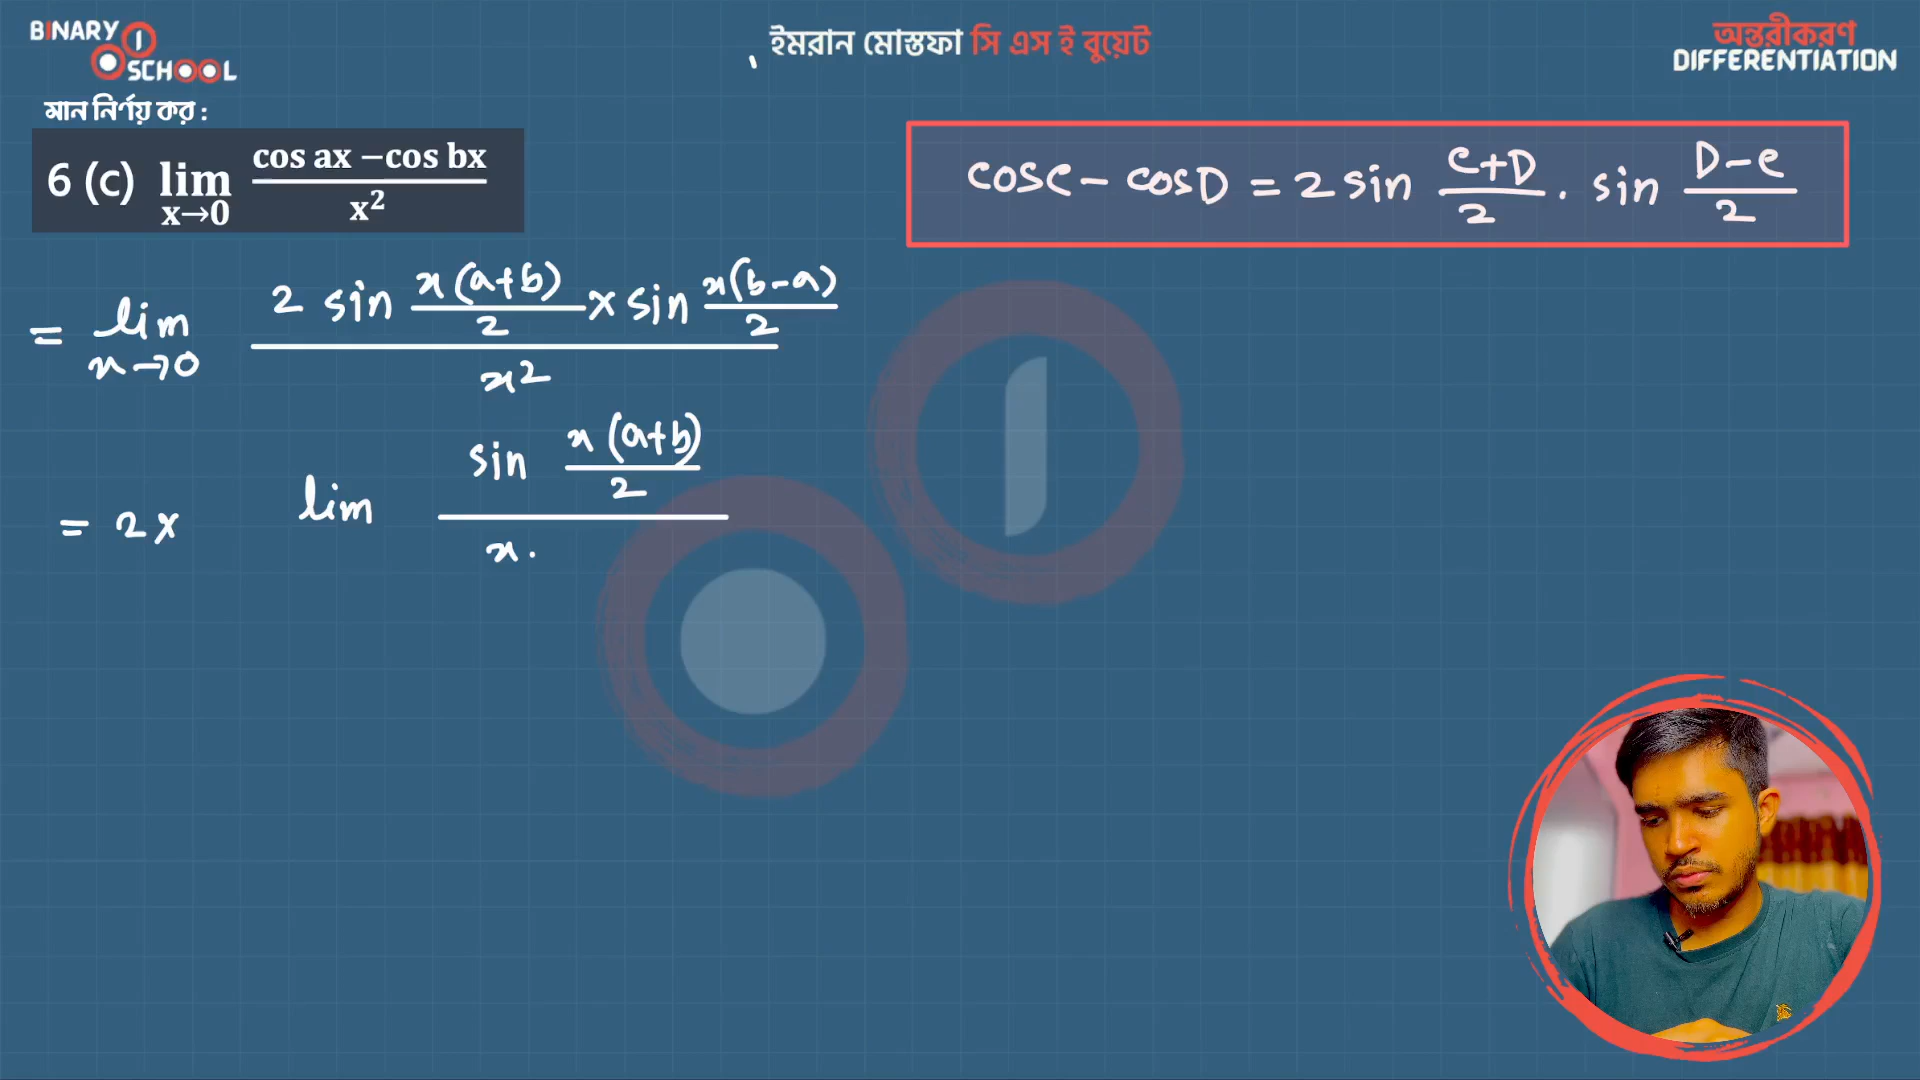 BINARY SCHOOL
ইমরান মোস্তফা সি এস ই বুয়েট
অন্তরীকরণ
DIFFERENTIATION
মান নির্ণয় কর :
6 (c) lim x→0 (cos ax −cos bx)/x²
cosC − cosD = 2 sin (C+D)/2 . sin (D−C)/2
= lim x→0 (2 sin x(a+b)/2 × sin x(b−a)/2)/x²
= 2 × lim (sin x(a+b)/2)/x.